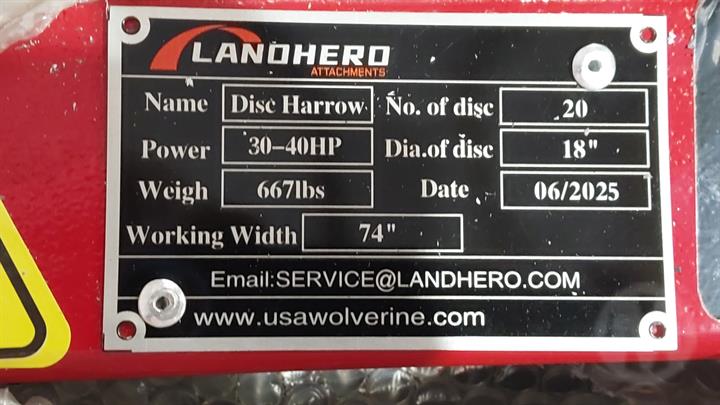 LANDHERO
ATTACHMENTS
Name Disc Harrow No. of disc 20
Power 30-40HP Dia.of disc 18"
Weigh 667lbs Date 06/2025
Working Width 74"
Email:SERVICE@LANDHERO.COM
www.usawolverine.com